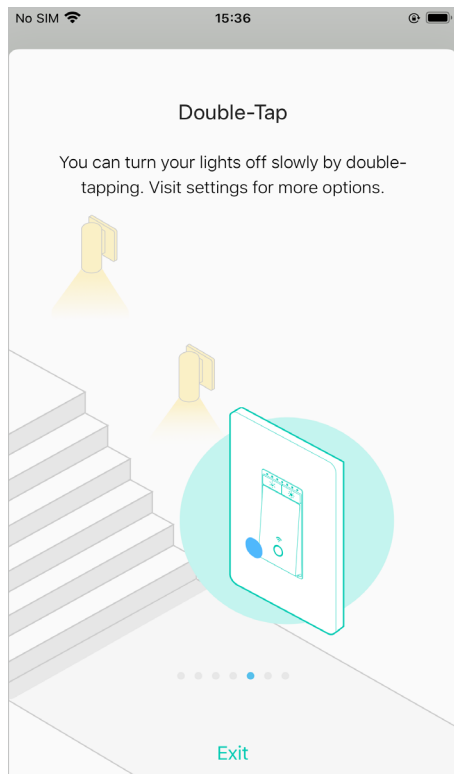 No SIM 15:36
Double-Tap
You can turn your lights off slowly by double-
tapping. Visit settings for more options.
Exit